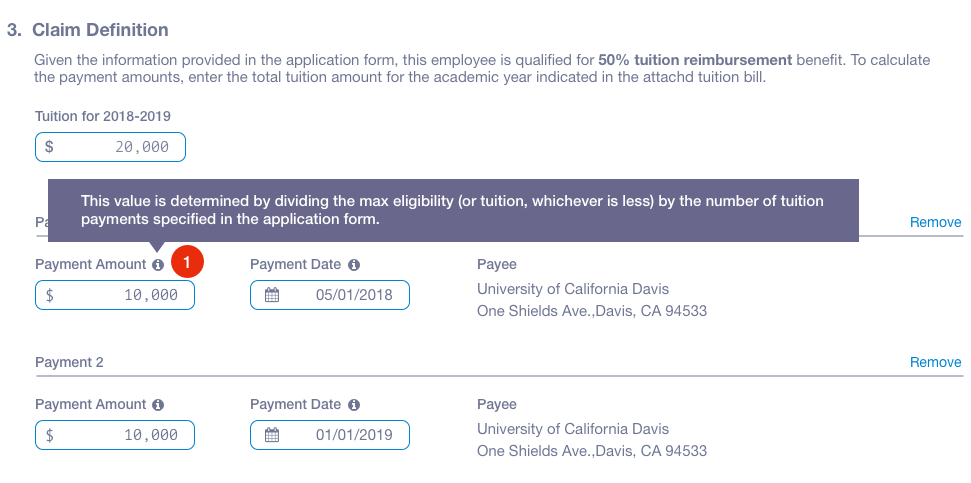 3. Claim Definition
Given the information provided in the application form, this employee is qualified for 50% tuition reimbursement benefit. To calculate
the payment amounts, enter the total tuition amount for the academic year indicated in the attachd tuition bill.
Tuition for 2018-2019
$ 20,000
This value is determined by dividing the max eligibility (or tuition, whichever is less) by the number of tuition
payments specified in the application form.
Remove
Payment Amount 1 Payment Date Payee
$ 10,000 05/01/2018 University of California Davis
One Shields Ave.,Davis, CA 94533
Payment 2 Remove
Payment Amount Payment Date Payee
$ 10,000 01/01/2019 University of California Davis
One Shields Ave.,Davis, CA 94533